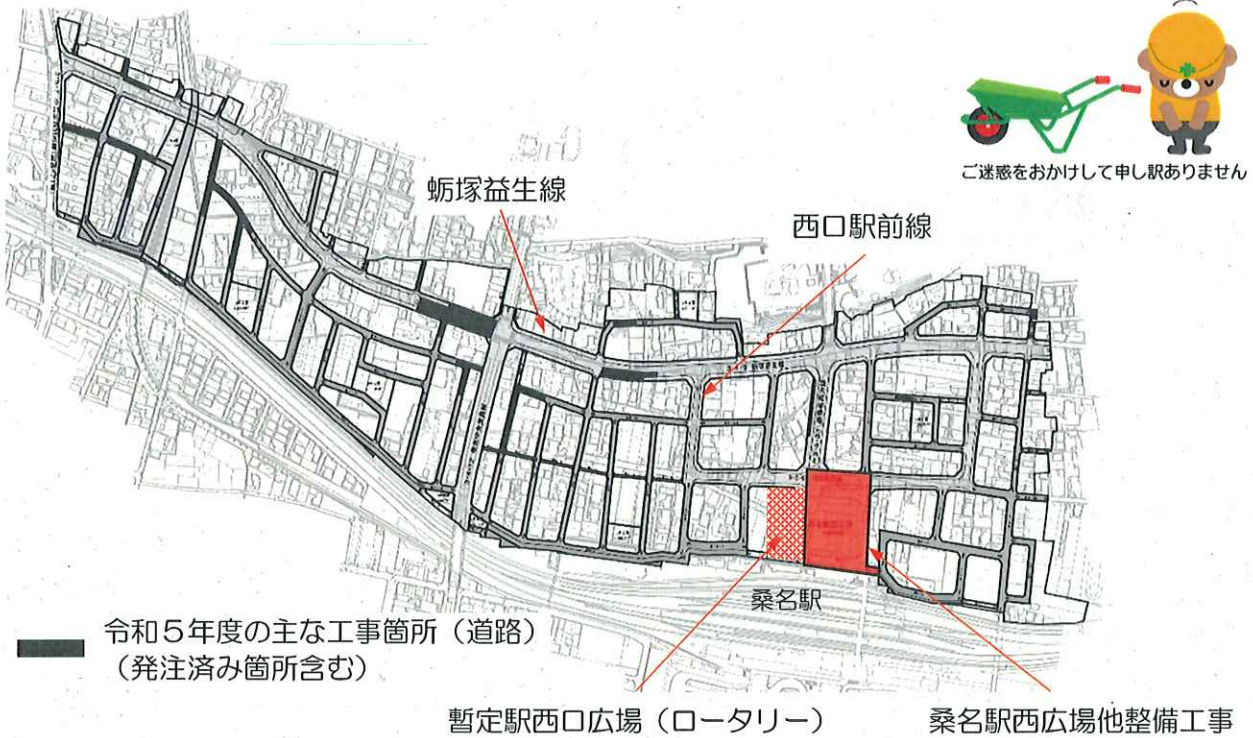 ご迷惑をおかけして申し訳ありません
蛎塚益生線
西口駅前線
桑名駅
令和5年度の主な工事箇所（道路）
（発注済み箇所含む）
暫定駅西口広場（ロータリー）
桑名駅西広場他整備工事